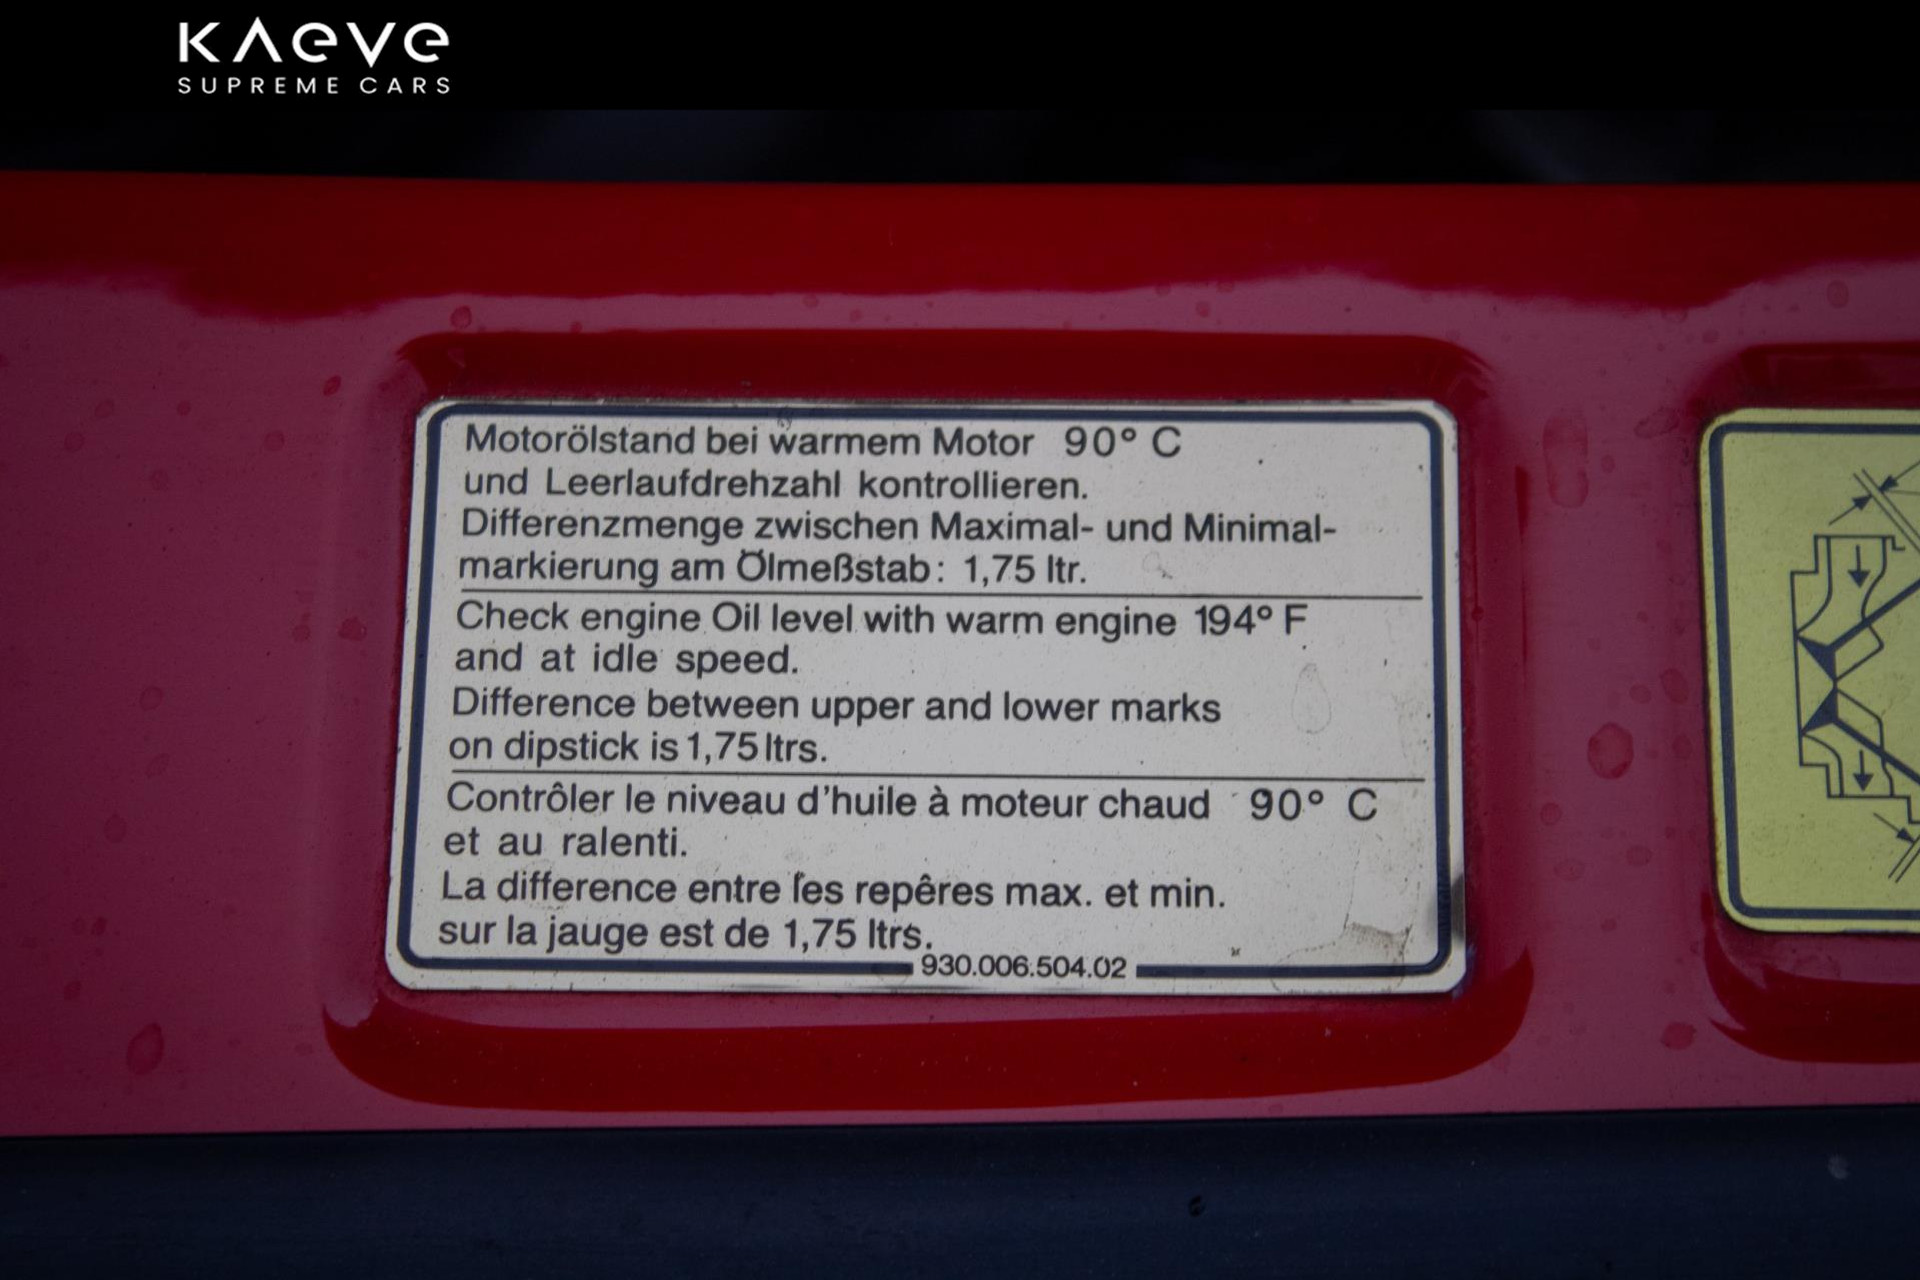 KAEVE
SUPREME CARS
Motorölstand bei warmem Motor 90° C
und Leerlaufdrehzahl kontrollieren.
Differenzmenge zwischen Maximal- und Minimal-
markierung am Ölmeßstab: 1,75 ltr.
Check engine Oil level with warm engine 194° F
and at idle speed.
Difference between upper and lower marks
on dipstick is 1,75 ltrs.
Contrôler le niveau d'huile à moteur chaud 90° C
et au ralenti.
La difference entre les repêres max. et min.
sur la jauge est de 1,75 ltrs.
930.006.504.02